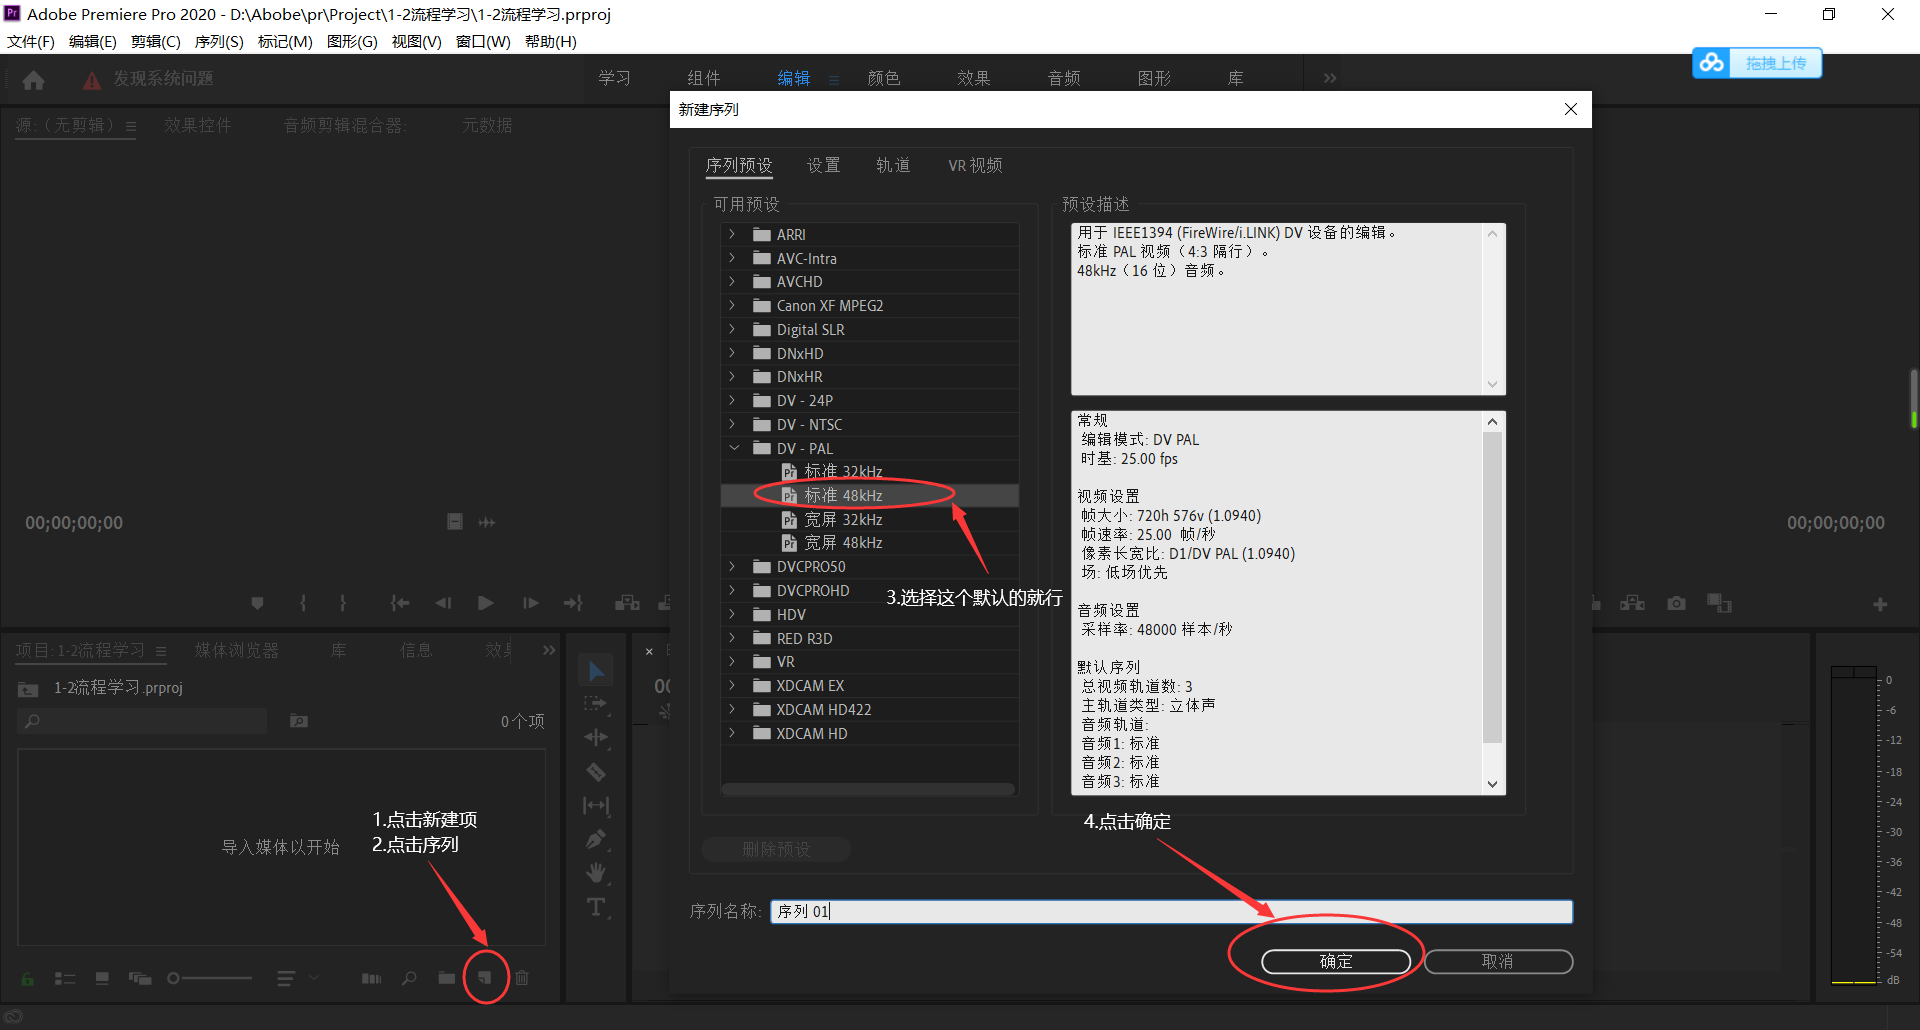 Adobe Premiere Pro 2020 - D:\Abobe\pr\Project\1-2流程学习\1-2流程学习.prproj
文件(F) 编辑(E) 剪辑(C) 序列(S) 标记(M) 图形(G) 视图(V) 窗口(W) 帮助(H)
拖拽上传
发现系统问题
学习 组件 编辑 颜色 效果 音频 图形 库
源:（无剪辑） 效果控件 音频剪辑混合器: 元数据
00;00;00;00
新建序列
序列预设 设置 轨道 VR 视频
可用预设
ARRI
AVC-Intra
AVCHD
Canon XF MPEG2
Digital SLR
DNxHD
DNxHR
DV - 24P
DV - NTSC
DV - PAL
标准 32kHz
标准 48kHz
宽屏 32kHz
宽屏 48kHz
DVCPRO50
DVCPROHD
HDV
RED R3D
VR
XDCAM EX
XDCAM HD422
XDCAM HD
3.选择这个默认的就行
删除预设
预设描述
用于 IEEE1394 (FireWire/i.LINK) DV 设备的编辑。
标准 PAL 视频（4:3 隔行）。
48kHz（16 位）音频。
常规
编辑模式: DV PAL
时基: 25.00 fps
视频设置
帧大小: 720h 576v (1.0940)
帧速率: 25.00 帧/秒
像素长宽比: D1/DV PAL (1.0940)
场: 低场优先
音频设置
采样率: 48000 样本/秒
默认序列
总视频轨道数: 3
主轨道类型: 立体声
音频轨道:
音频1: 标准
音频2: 标准
音频3: 标准
4.点击确定
序列名称: 序列 01
确定 取消
00;00;00;00
项目: 1-2流程学习 媒体浏览器 库 信息 效果
1-2流程学习.prproj
0 个项
导入媒体以开始
1.点击新建项
2.点击序列
00
0
-6
-12
-18
-24
-30
-36
-42
-48
-54
dB